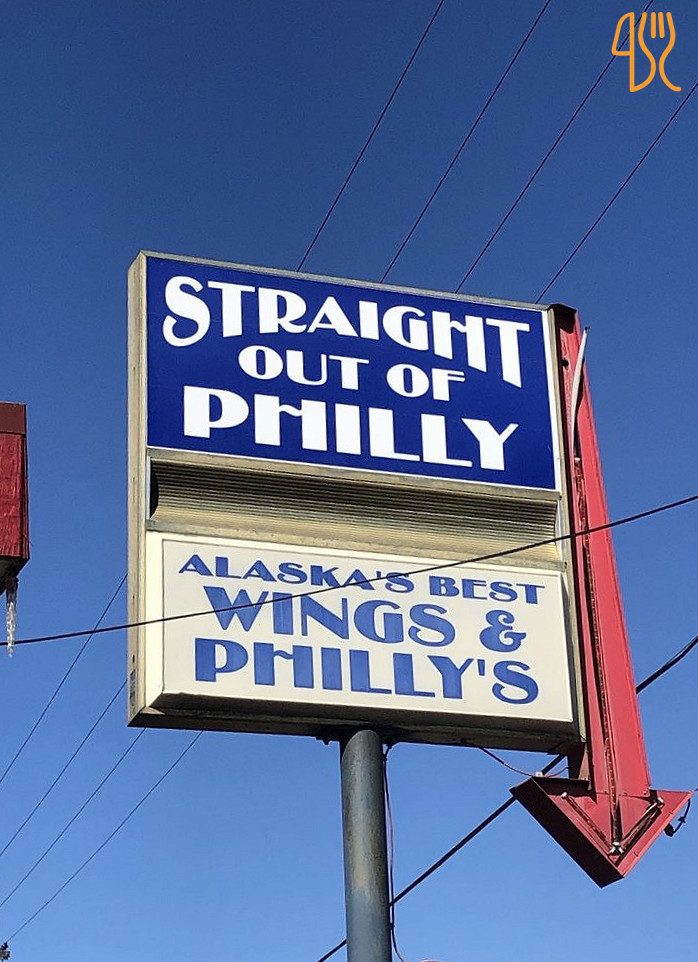 STRAIGHT
OUT OF
PHILLY
ALASKA'S BEST
WINGS &
PHILLY'S